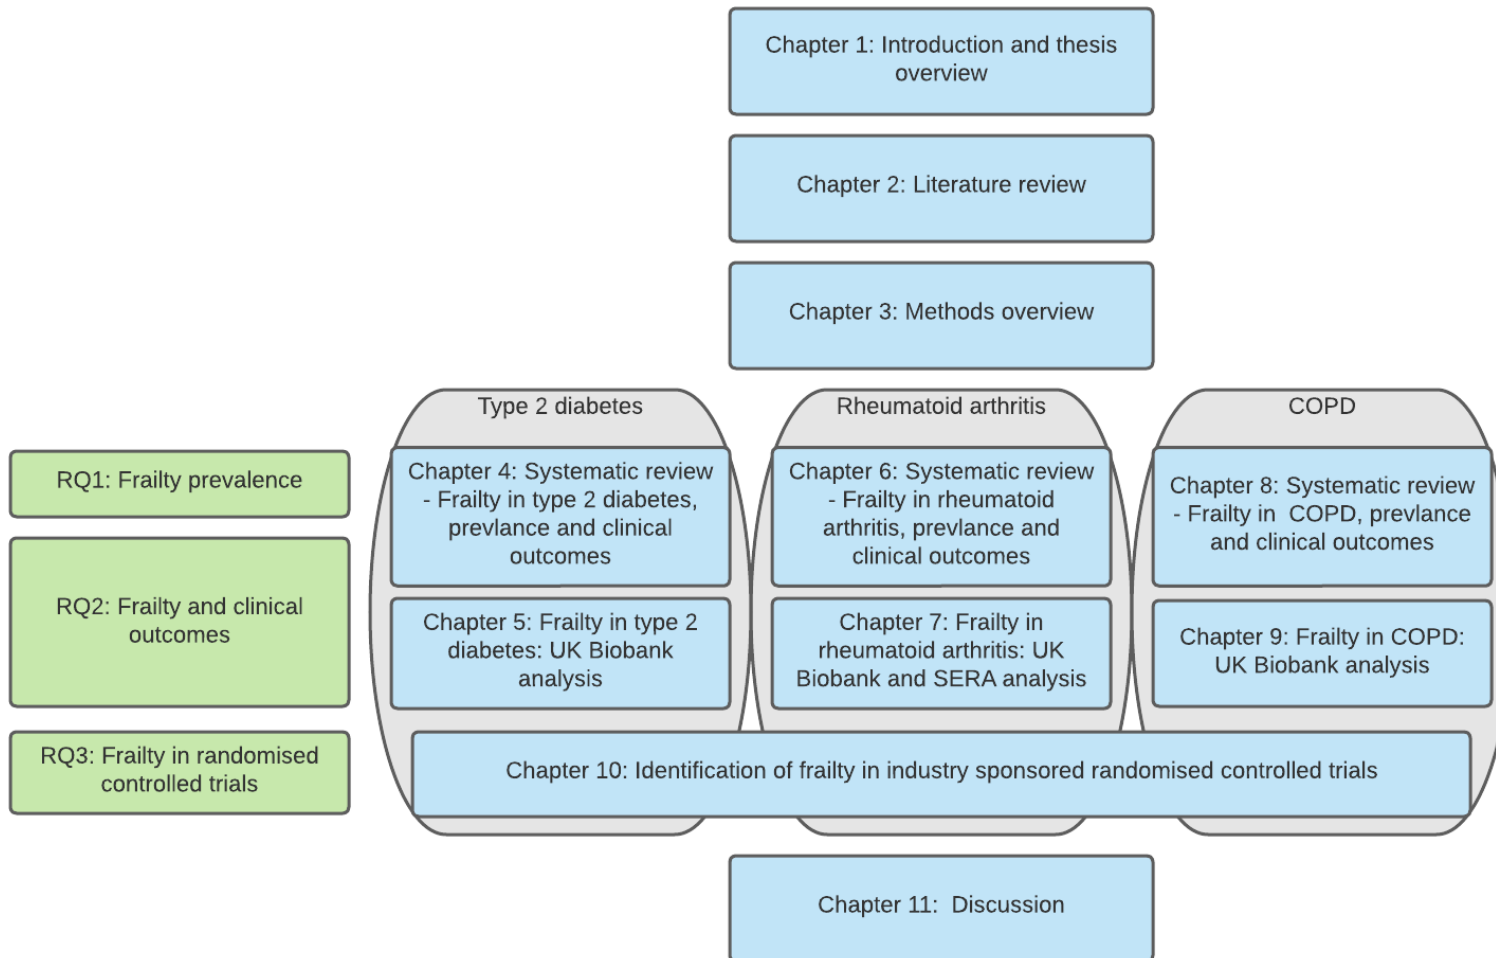 Chapter 1: Introduction and thesis
overview
Chapter 2: Literature review
Chapter 3: Methods overview
Type 2 diabetes
Rheumatoid arthritis
COPD
RQ1: Frailty prevalence
Chapter 4: Systematic review
- Frailty in type 2 diabetes,
prevlance and clinical
outcomes
Chapter 6: Systematic review
- Frailty in rheumatoid
arthritis, prevlance and
clinical outcomes
Chapter 8: Systematic review
- Frailty in  COPD, prevlance
and clinical outcomes
RQ2: Frailty and clinical
outcomes
Chapter 5: Frailty in type 2
diabetes: UK Biobank
analysis
Chapter 7: Frailty in
rheumatoid arthritis: UK
Biobank and SERA analysis
Chapter 9: Frailty in COPD:
UK Biobank analysis
RQ3: Frailty in randomised
controlled trials
Chapter 10: Identification of frailty in industry sponsored randomised controlled trials
Chapter 11:  Discussion